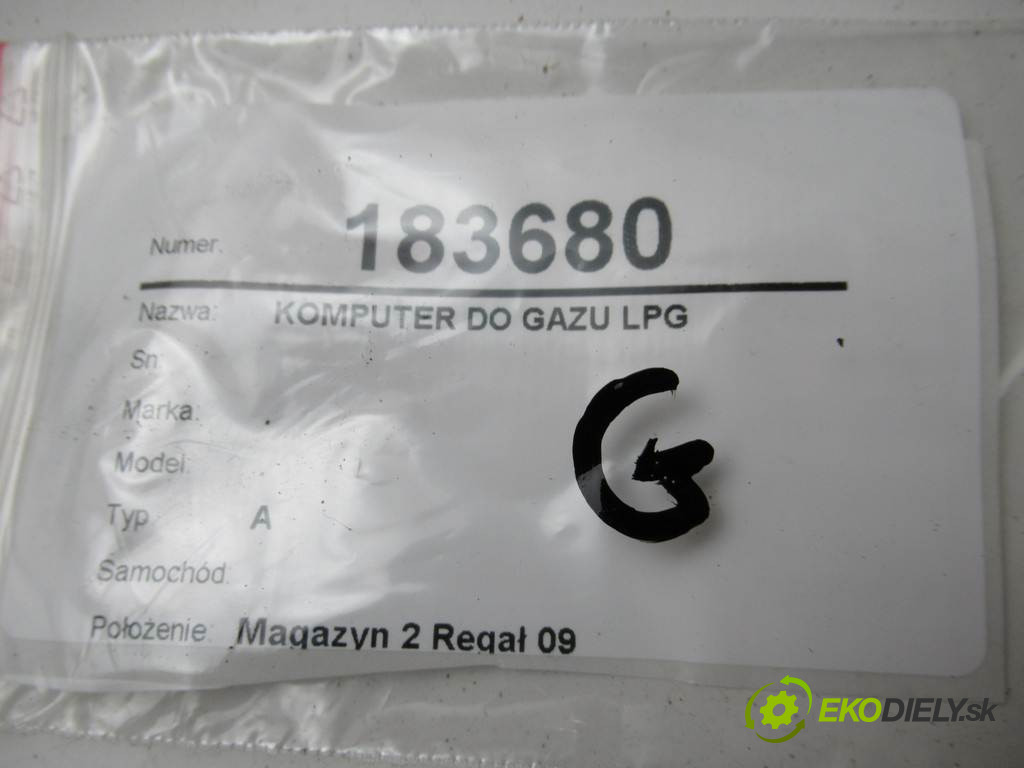 Numer: 183680
Nazwa: KOMPUTER DO GAZU LPG
Sn:
Marka:
Model:
Typ A
Samochód:
Położenie: Magazyn 2 Regał 09
G
EKODIELY.sk